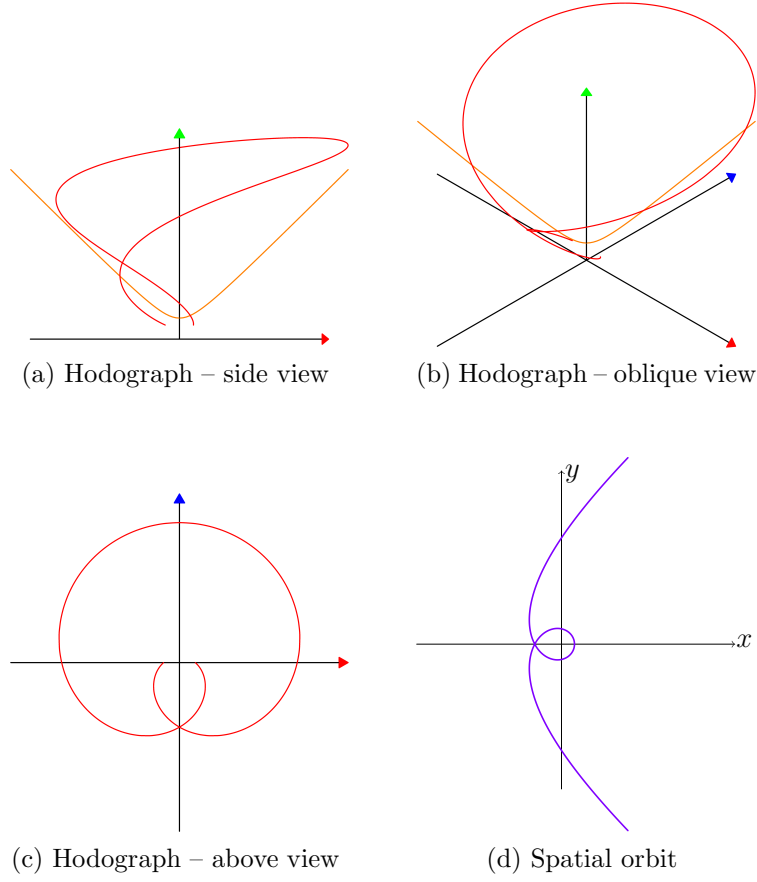 (a) Hodograph – side view
(b) Hodograph – oblique view
y
x
(c) Hodograph – above view
(d) Spatial orbit